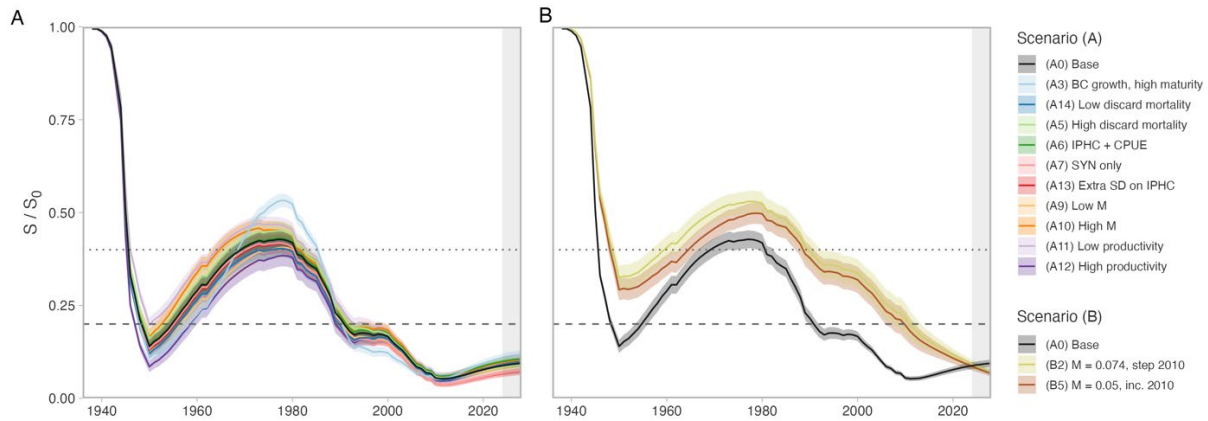 A
B
S / S0
1.00
0.75
0.50
0.25
0.00
1940 1960 1980 2000 2020
1940 1960 1980 2000 2020
Scenario (A)
(A0) Base
(A3) BC growth, high maturity
(A14) Low discard mortality
(A5) High discard mortality
(A6) IPHC + CPUE
(A7) SYN only
(A13) Extra SD on IPHC
(A9) Low M
(A10) High M
(A11) Low productivity
(A12) High productivity
Scenario (B)
(A0) Base
(B2) M = 0.074, step 2010
(B5) M = 0.05, inc. 2010